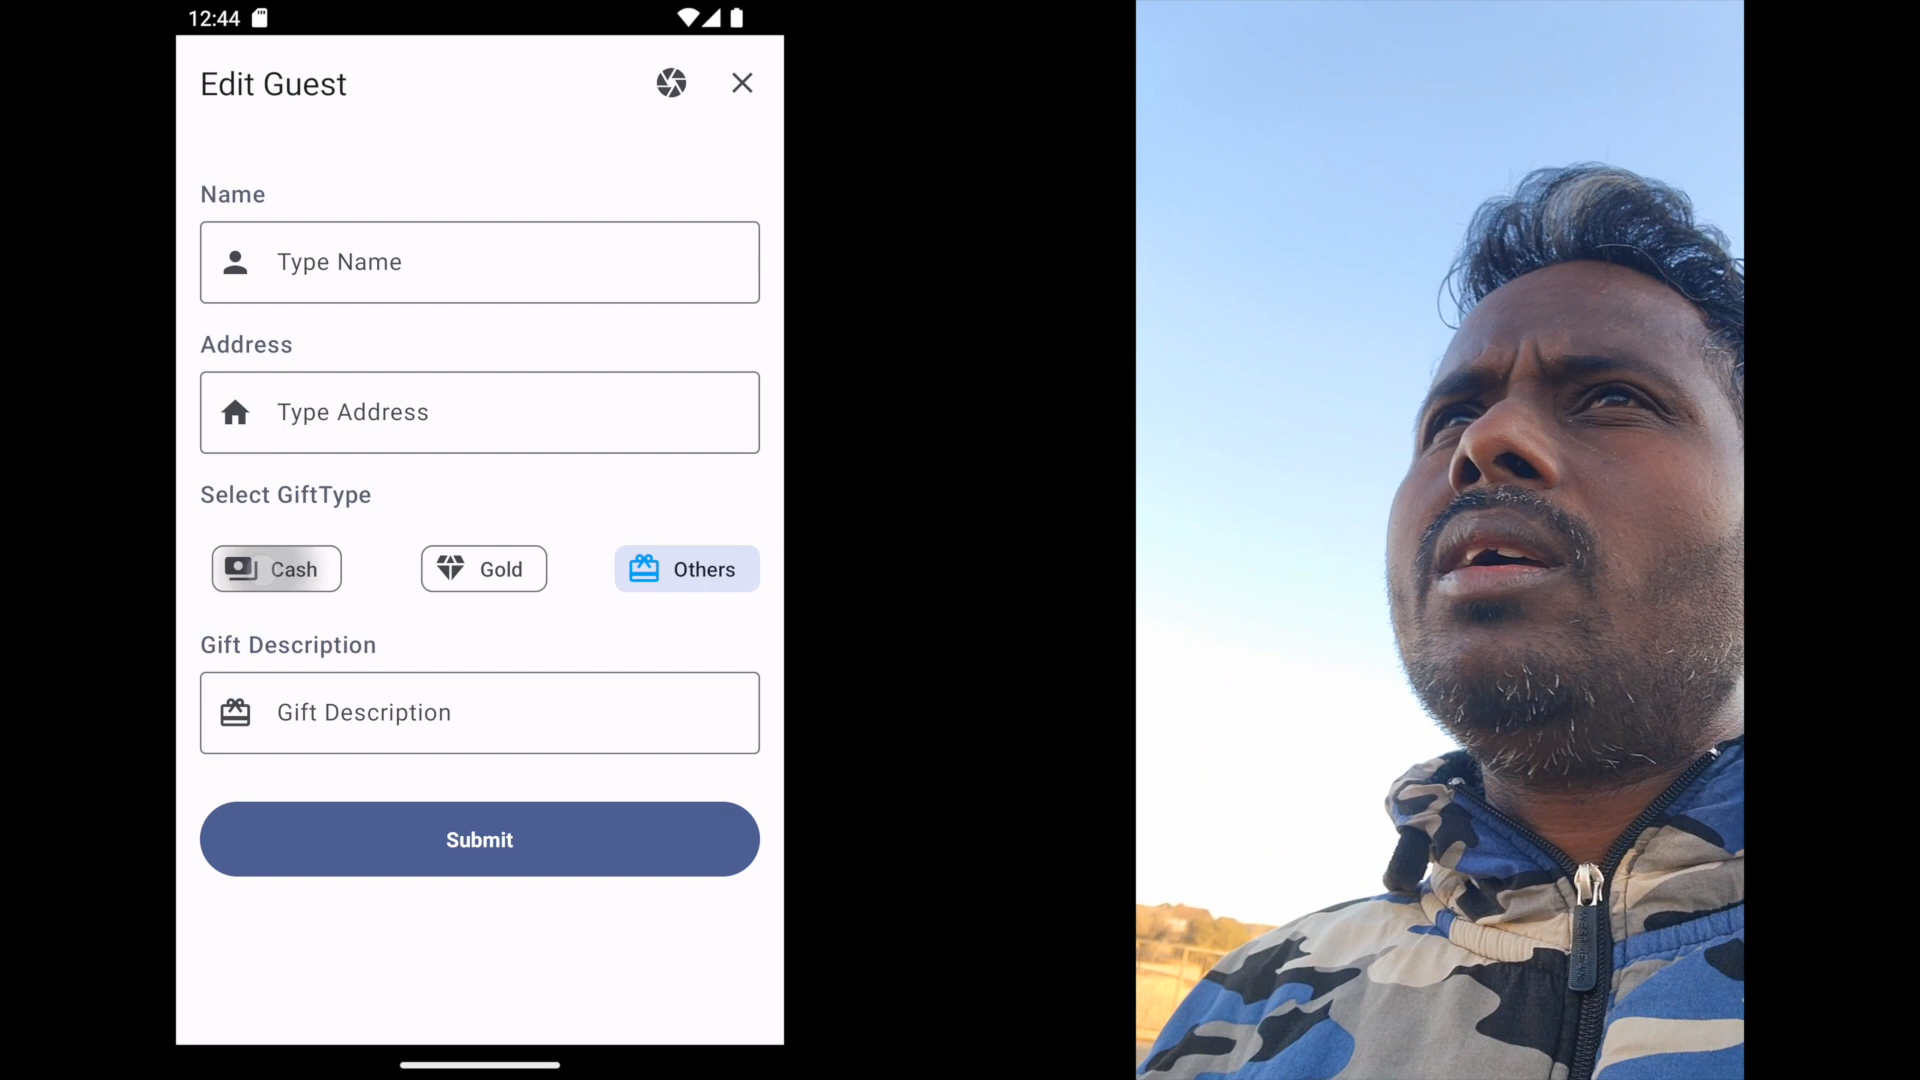 12:44
Edit Guest
Name
Type Name
Address
Type Address
Select GiftType
Cash
Gold
Others
Gift Description
Gift Description
Submit